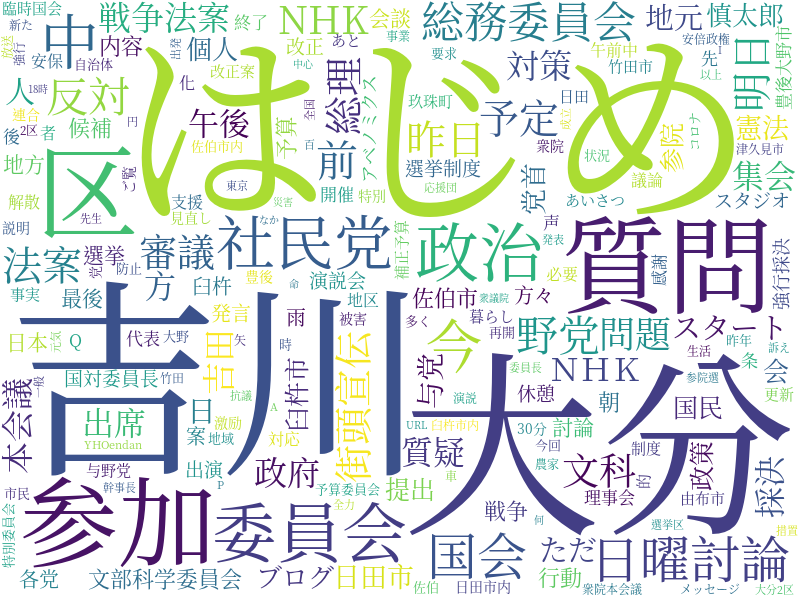 臨時国会
戦争法案
NHK
会談
総務委員会
地元
慎太郎
放送
新た
強行
中
安保
自治体
出発
終了
改正
あと
事業
要求
安倍政権
先
以上
内容
個人
改正案
中心
総理
アベノミクス
午前中
竹田市
対策
明日
豊後大野市
人
18時
連合
反対
化
はじめ
全国
玖珠町
予定
日田
成立
コロナ
後
2区
者
候補
円
午後
佐伯市内
予算
昨日
衆院
参院
憲法
津久見市
地方
区
ご覧
百
前
選挙制度
状況
議論
集会
解散
支援
東京
災害
開催
特別
応援団
党首
あいさつ
スタジオ
説明
先生
見直し
なか
補正予算
声
発表
法案
党
選挙
審議
社民党
政治
質問
感謝
強行採決
事実
防止
最後
方
臼杵
豊後
命
演説会
地区
佐伯市
衆議院
方々
必要
日本
元気
Q
代表
大野
発言
雨
被害
多く
暮らし
再開
野党
問題
スタート
昨年
訴え
吉川
吉田
矢
時
与党
今
NHK
生活
条
会
更新
国対委員長
竹田
街頭宣伝
臼杵市
休憩
朝
参院選
国民
本会議
一般
出席
日
案
激励
地域
抗議
A
対応
演説
委員長
URL
臼杵市内
30分
討論
大分
YHOendan
与野党
出演
P
政府
質疑
今回
制度
政策
採決
市民
幹事長
参加
委員会
予算委員会
提出
車
農家
文科
理事会
的
由布市
特別委員会
全力
国会
戦争
何
選挙区
措置
各党
文部科学委員会
ブログ
日田市
佐伯
日田市内
ただ
行動
日曜討論
衆院本会議
メッセージ
大分2区